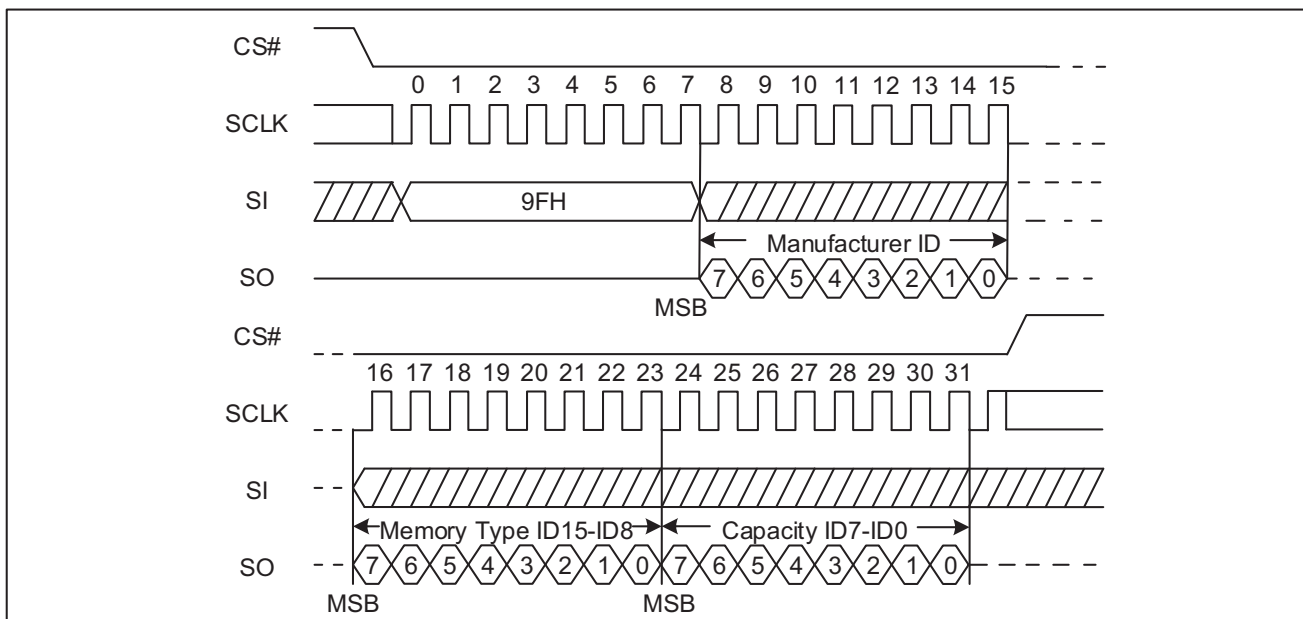 CS#
0 1 2 3 4 5 6 7 8 9 10 11 12 13 14 15
SCLK
SI 9FH
Manufacturer ID
SO 7 6 5 4 3 2 1 0
MSB
CS#
16 17 18 19 20 21 22 23 24 25 26 27 28 29 30 31
SCLK
SI
Memory Type ID15-ID8 Capacity ID7-ID0
SO 7 6 5 4 3 2 1 0 7 6 5 4 3 2 1 0
MSB MSB